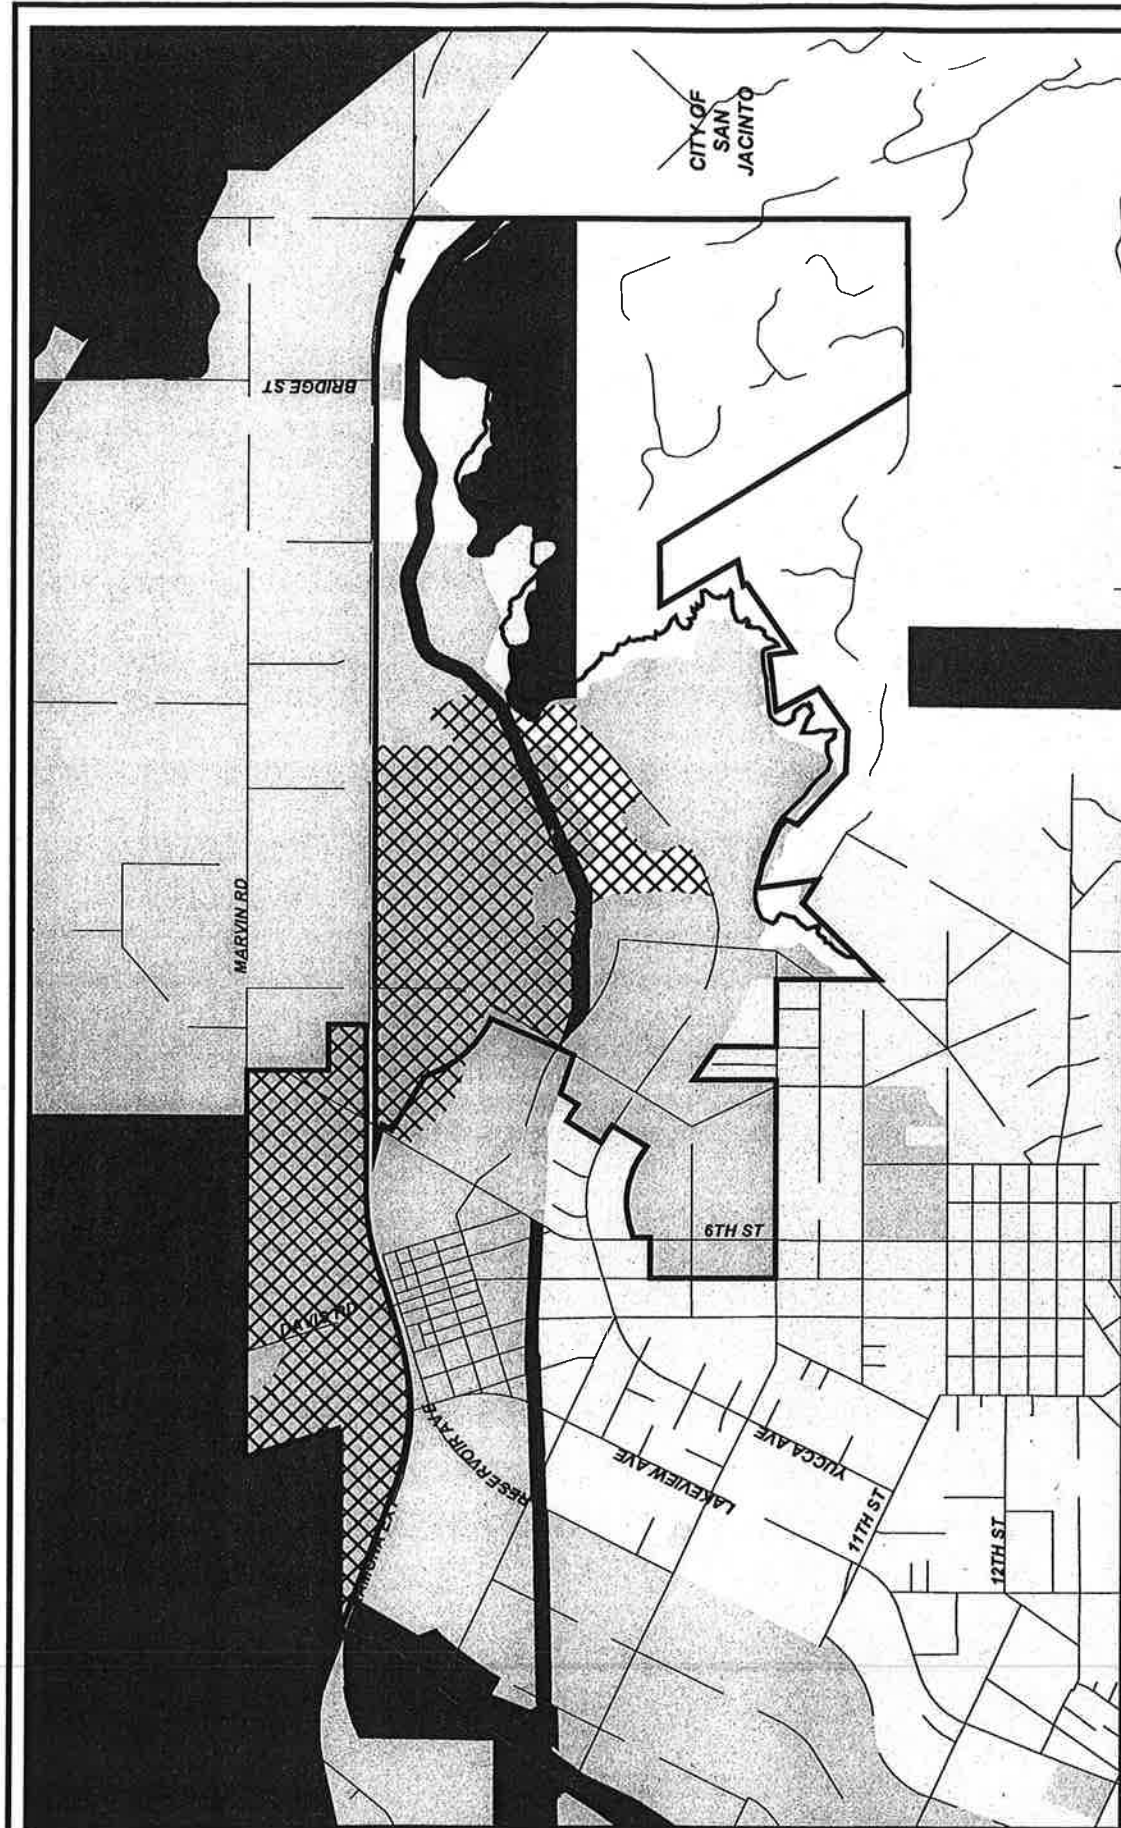 CITY OF
SAN
JACINTO
BRIDGE ST
MARVIN RD
6TH ST
DAVIS RD
RESERVOIR AVE
LAKEVIEW AVE
YUCCA AVE
11TH ST
12TH ST